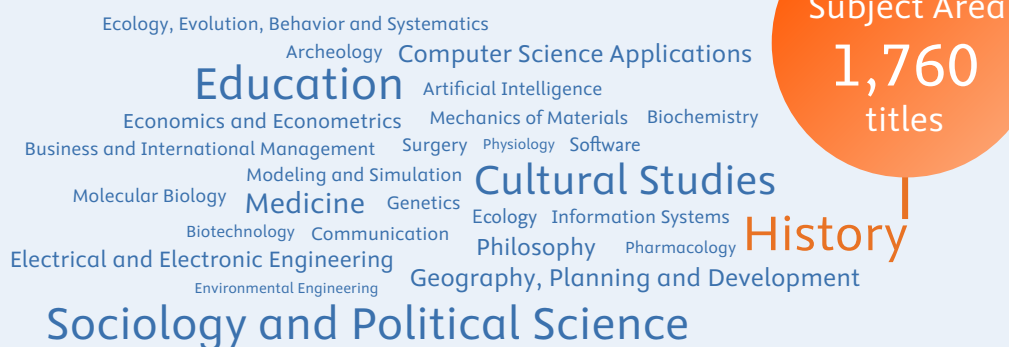 Subject Area
1,760
titles
Ecology, Evolution, Behavior and Systematics
Archeology Computer Science Applications
Education Artificial Intelligence
Economics and Econometrics Mechanics of Materials Biochemistry
Business and International Management Surgery Physiology Software
Modeling and Simulation Cultural Studies
Molecular Biology Medicine Genetics
Ecology Information Systems
History
Biotechnology Communication
Philosophy Pharmacology
Electrical and Electronic Engineering
Geography, Planning and Development
Environmental Engineering
Sociology and Political Science